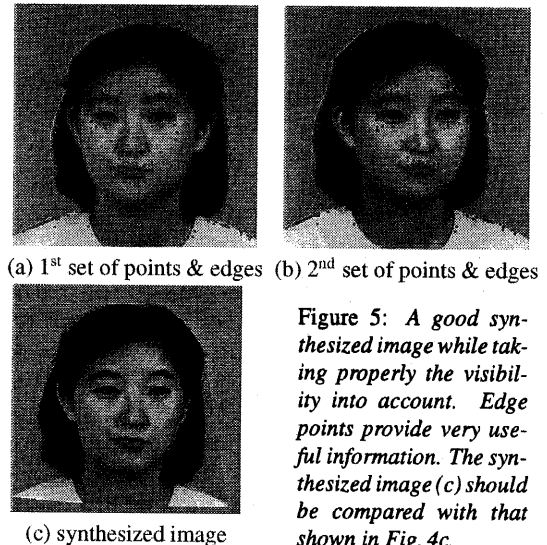 (a) 1st set of points & edges (b) 2nd set of points & edges
Figure 5: A good syn-
thesized image while tak-
ing properly the visibil-
ity into account. Edge
points provide very use-
ful information. The syn-
thesized image (c) should
be compared with that
shown in Fig. 4c.
(c) synthesized image